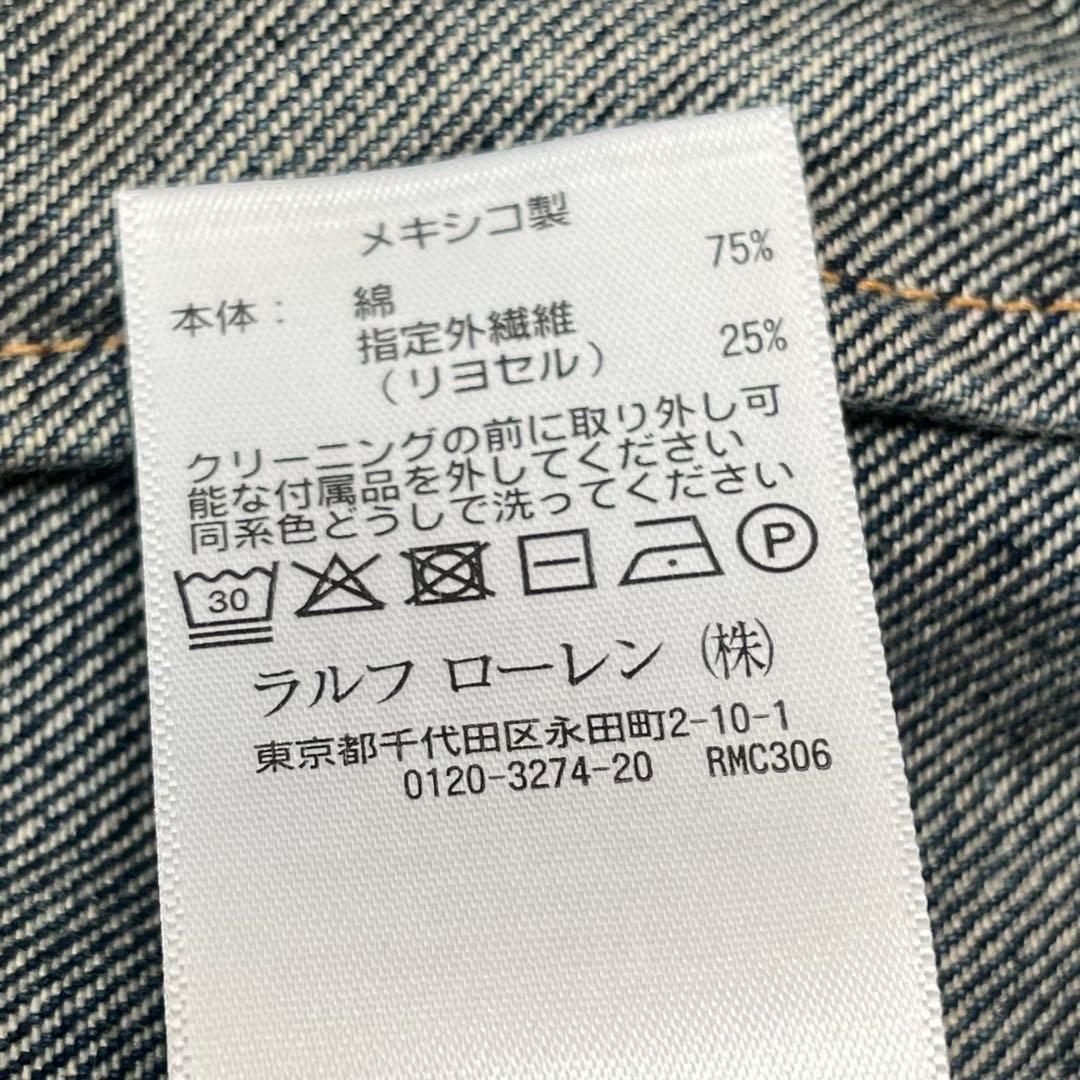 メキシコ製
本体： 綿 75%
指定外繊維
（リヨセル） 25%
クリーニングの前に取り外し可
能な付属品を外してください
同系色どうしで洗ってください
30 P
ラルフ ローレン（株）
東京都千代田区永田町2-10-1
0120-3274-20 RMC306